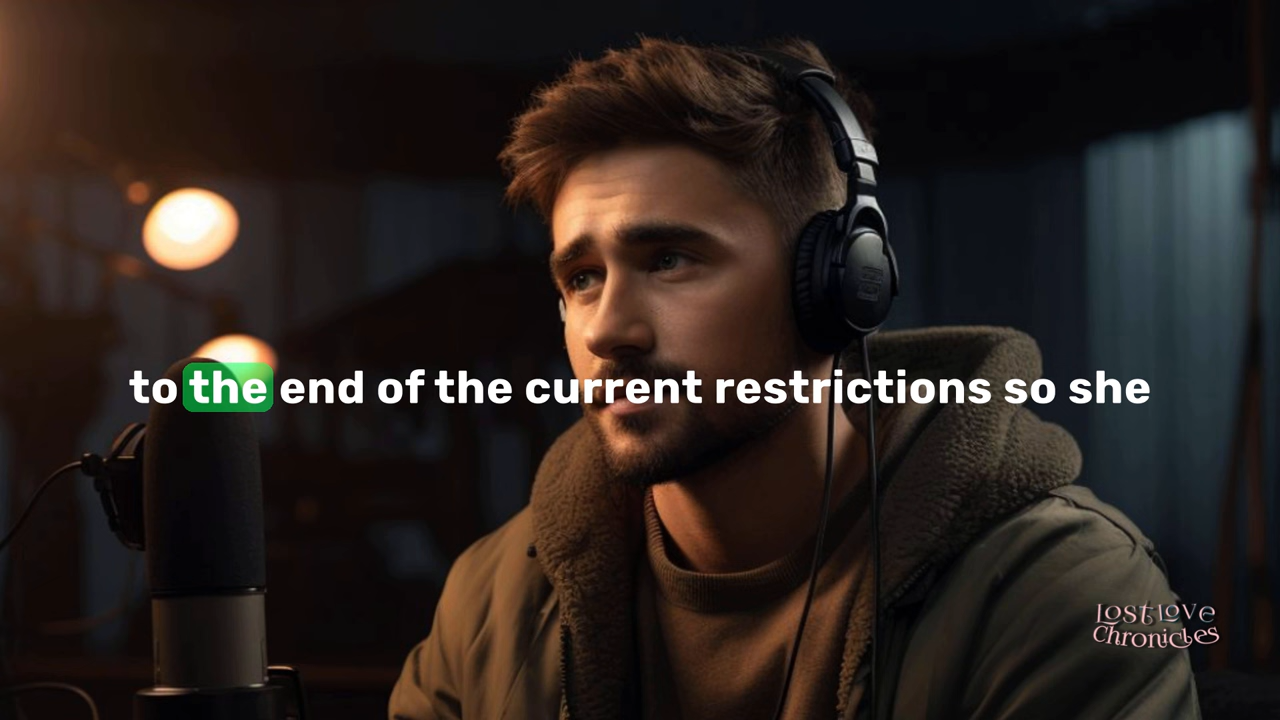 to the end of the current restrictions so she
Lost Love
Chronicles